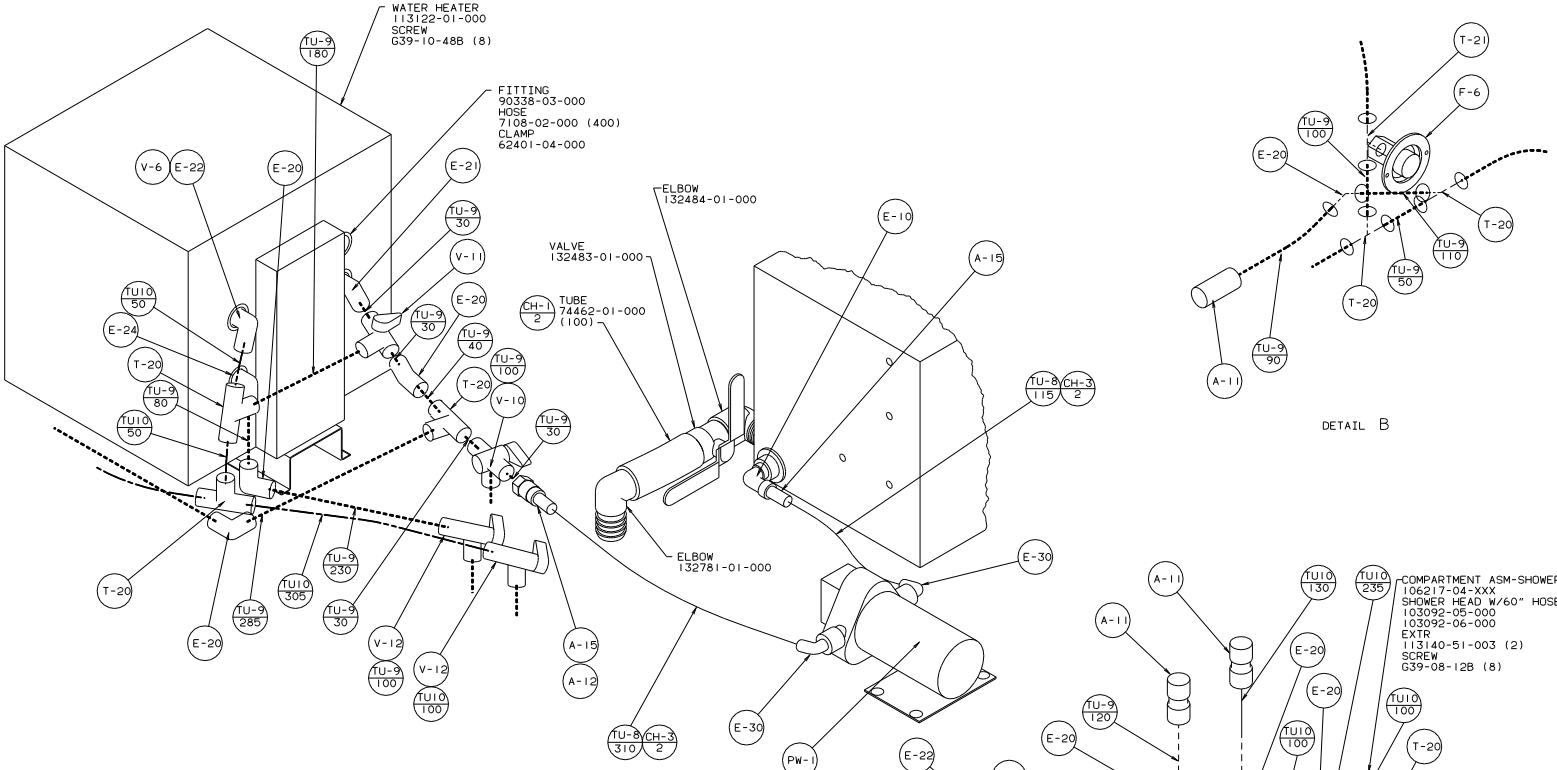 WATER HEATER
113122-01-000
SCREW
G39-10-48B (8)
TU-9
180
FITTING
90338-03-000
HOSE
7108-02-000 (400)
CLAMP
62401-04-000
V-6
E-22
E-20
E-21
TU-9
30
V-11
E-20
TU10
50
E-24
T-20
TU-9
80
TU10
50
TU-9
30
TU-9
40
T-20
TU-9
100
V-10
TU-9
30
ELBOW
132484-01-000
VALVE
132483-01-000
CH-1
2
TUBE
74462-01-000
(100)
E-10
A-15
TU-8
115
CH-3
2
T-21
F-6
TU-9
100
E-20
T-20
TU-9
110
TU-9
50
T-20
TU-9
90
A-11
DETAIL B
T-20
E-20
TU-9
285
TU10
305
TU-9
230
TU-9
30
V-12
TU-9
100
V-12
TU10
100
A-15
A-12
ELBOW
132781-01-000
E-30
E-30
TU-8
310
CH-3
2
PW-1
E-22
A-11
A-11
TU10
130
TU10
235
COMPARTMENT ASM-SHOWER
106217-04-XXX
SHOWER HEAD W/60" HOSE
103092-05-000
103092-06-000
EXTR
113140-51-003 (2)
SCREW
G39-08-12B (8)
E-20
E-20
TU10
100
TU-9
120
E-20
TU10
100
T-20